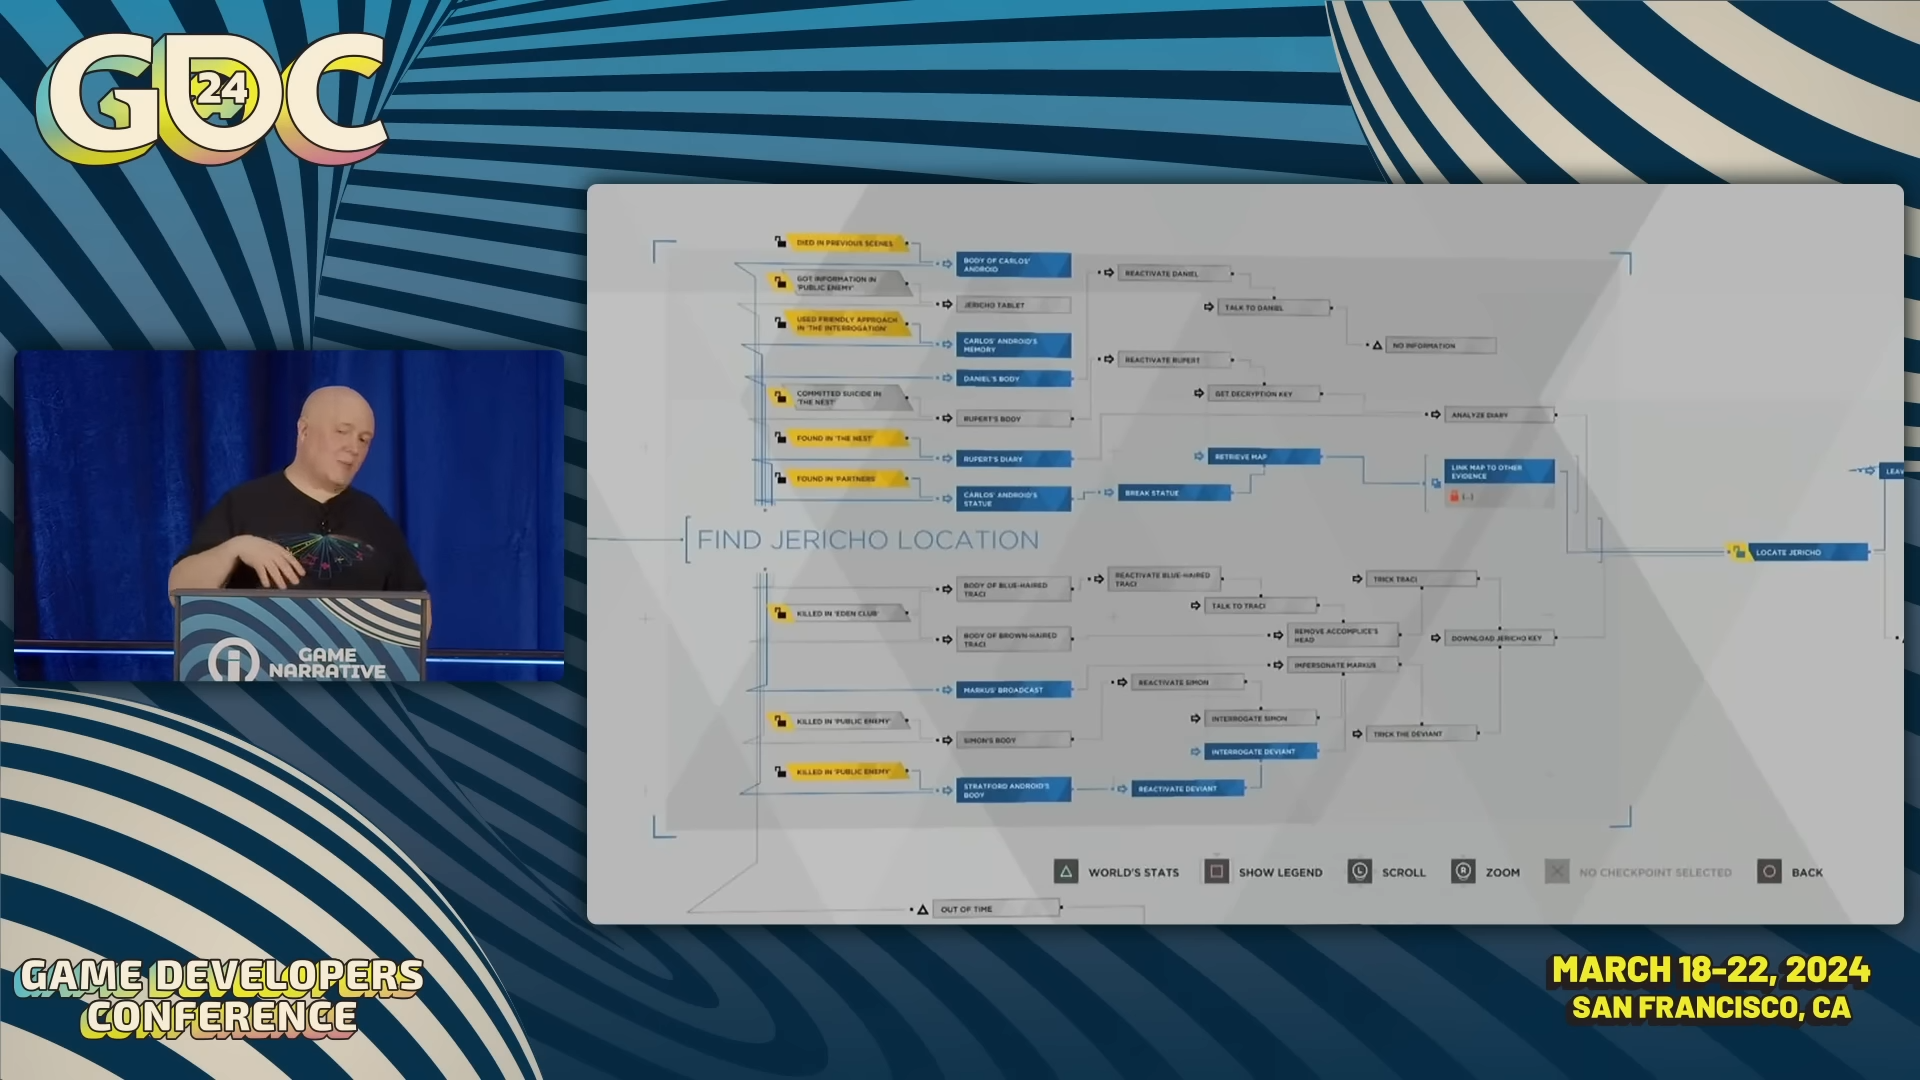 GDC
24
DIED IN PREVIOUS SCENES
BODY OF CARLOS'
ANDROID
GOT INFORMATION IN
'PUBLIC ENEMY'
REACTIVATE DANIEL
JERICHO TABLET
TALK TO DANIEL
USED FRIENDLY APPROACH
IN 'THE INTERROGATION'
CARLOS' ANDROID'S
MEMORY
NO INFORMATION
REACTIVATE RUPERT
DANIEL'S BODY
COMMITTED SUICIDE IN
'THE NEST'
GET DECRYPTION KEY
RUPERT'S BODY
ANALYZE DIARY
FOUND IN 'THE NEST'
RUPERT'S DIARY
RETRIEVE MAP
LINK MAP TO OTHER
EVIDENCE
(...)
LEAV
FOUND IN 'PARTNERS'
CARLOS' ANDROID'S
STATUE
BREAK STATUE
FIND JERICHO LOCATION
LOCATE JERICHO
BODY OF BLUE-HAIRED
TRACI
REACTIVATE BLUE-HAIRED
TRACI
TRICK TRACI
KILLED IN 'EDEN CLUB'
TALK TO TRACI
BODY OF BROWN-HAIRED
TRACI
REMOVE ACCOMPLICE'S
HEAD
DOWNLOAD JERICHO KEY
IMPERSONATE MARKUS
MARKUS' BROADCAST
REACTIVATE SIMON
KILLED IN 'PUBLIC ENEMY'
INTERROGATE SIMON
SIMON'S BODY
TRICK THE DEVIANT
INTERROGATE DEVIANT
KILLED IN 'PUBLIC ENEMY'
STRATFORD ANDROID'S
BODY
REACTIVATE DEVIANT
WORLD'S STATS
SHOW LEGEND
L
SCROLL
R
ZOOM
NO CHECKPOINT SELECTED
BACK
OUT OF TIME
GAME
NARRATIVE
GAME DEVELOPERS
CONFERENCE
MARCH 18-22, 2024
SAN FRANCISCO, CA